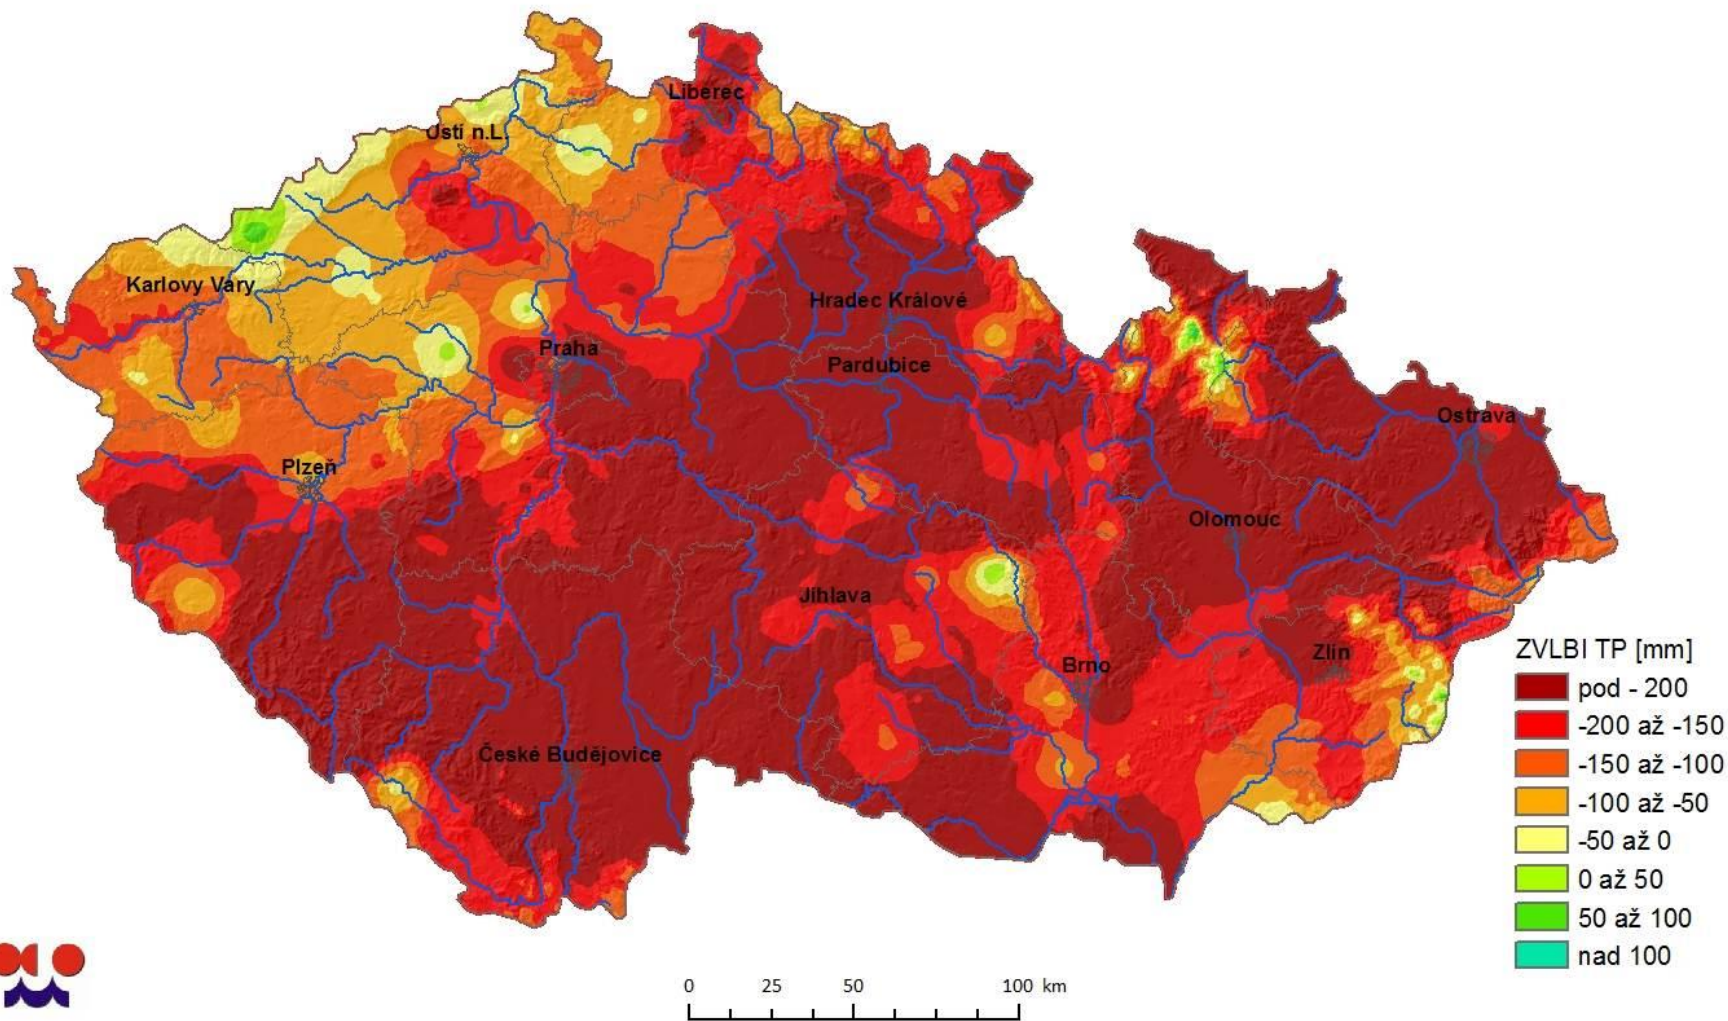 Liberec
Ústí n.L.
Karlovy Vary
Hradec Králové
Praha
Pardubice
Ostrava
Plzeň
Olomouc
Jihlava
Zlín
Brno
České Budějovice
ZVLBI TP [mm]
pod - 200
-200 až -150
-150 až -100
-100 až -50
-50 až 0
0 až 50
50 až 100
nad 100
0 25 50 100 km